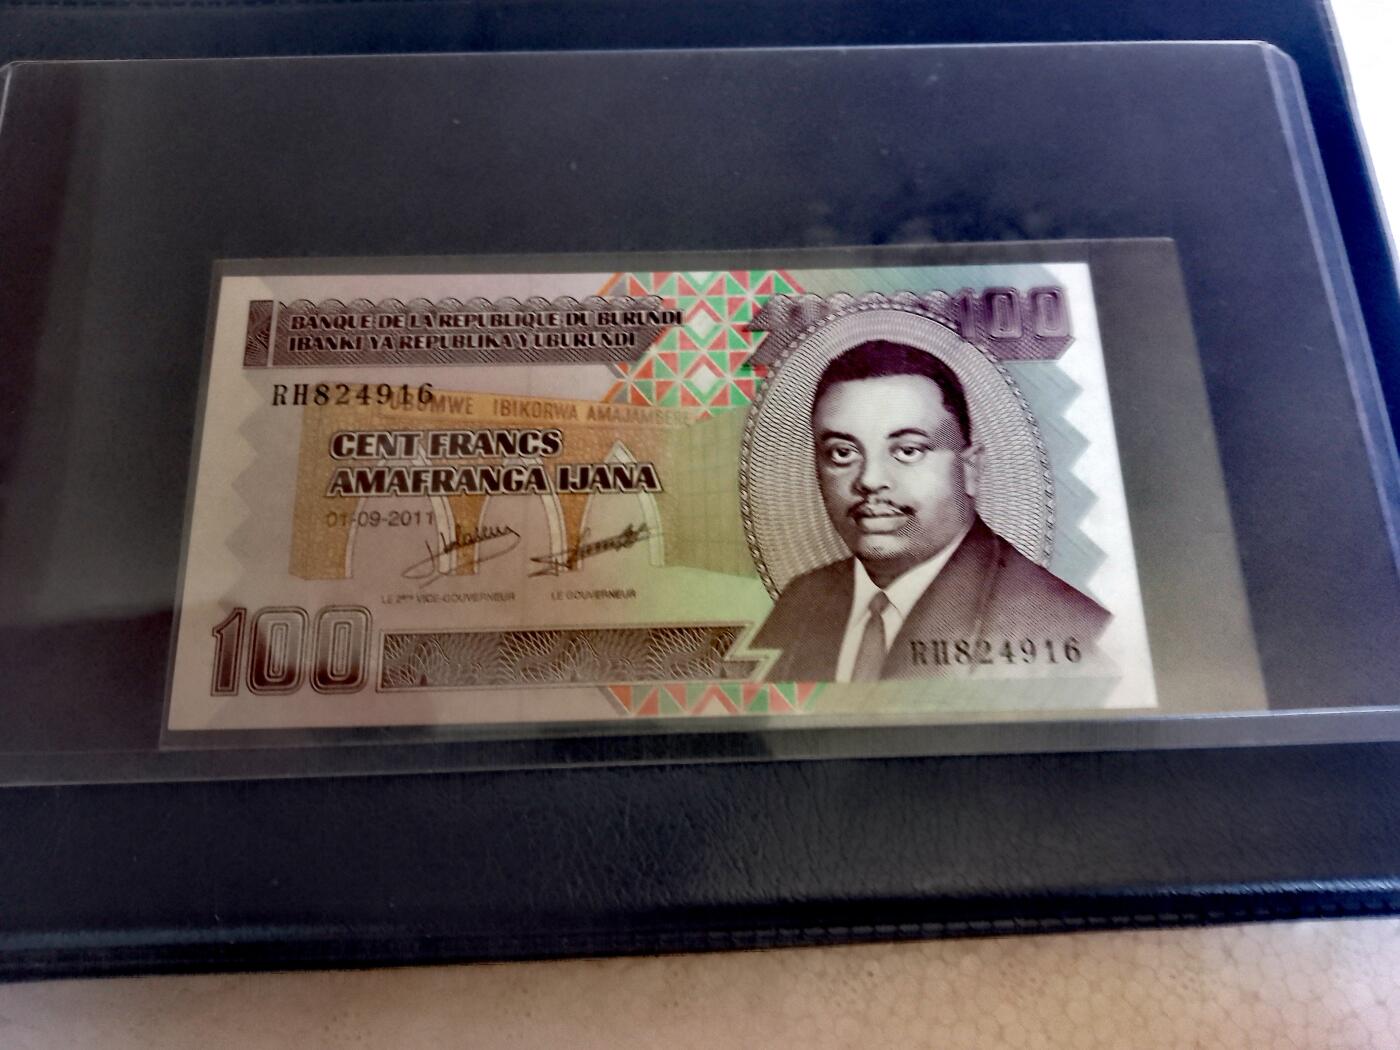 BANQUE DE LA REPUBLIQUE DU BURUNDI
IBANKI YA REPUBLIKA Y UBURUNDI
100
RH824916
UBUMWE IBIKORWA AMAJAMBERE
CENT FRANCS
AMAFRANGA IJANA
01-09-2011
LE 2ème VICE-GOUVERNEUR LE GOUVERNEUR
100
RH824916